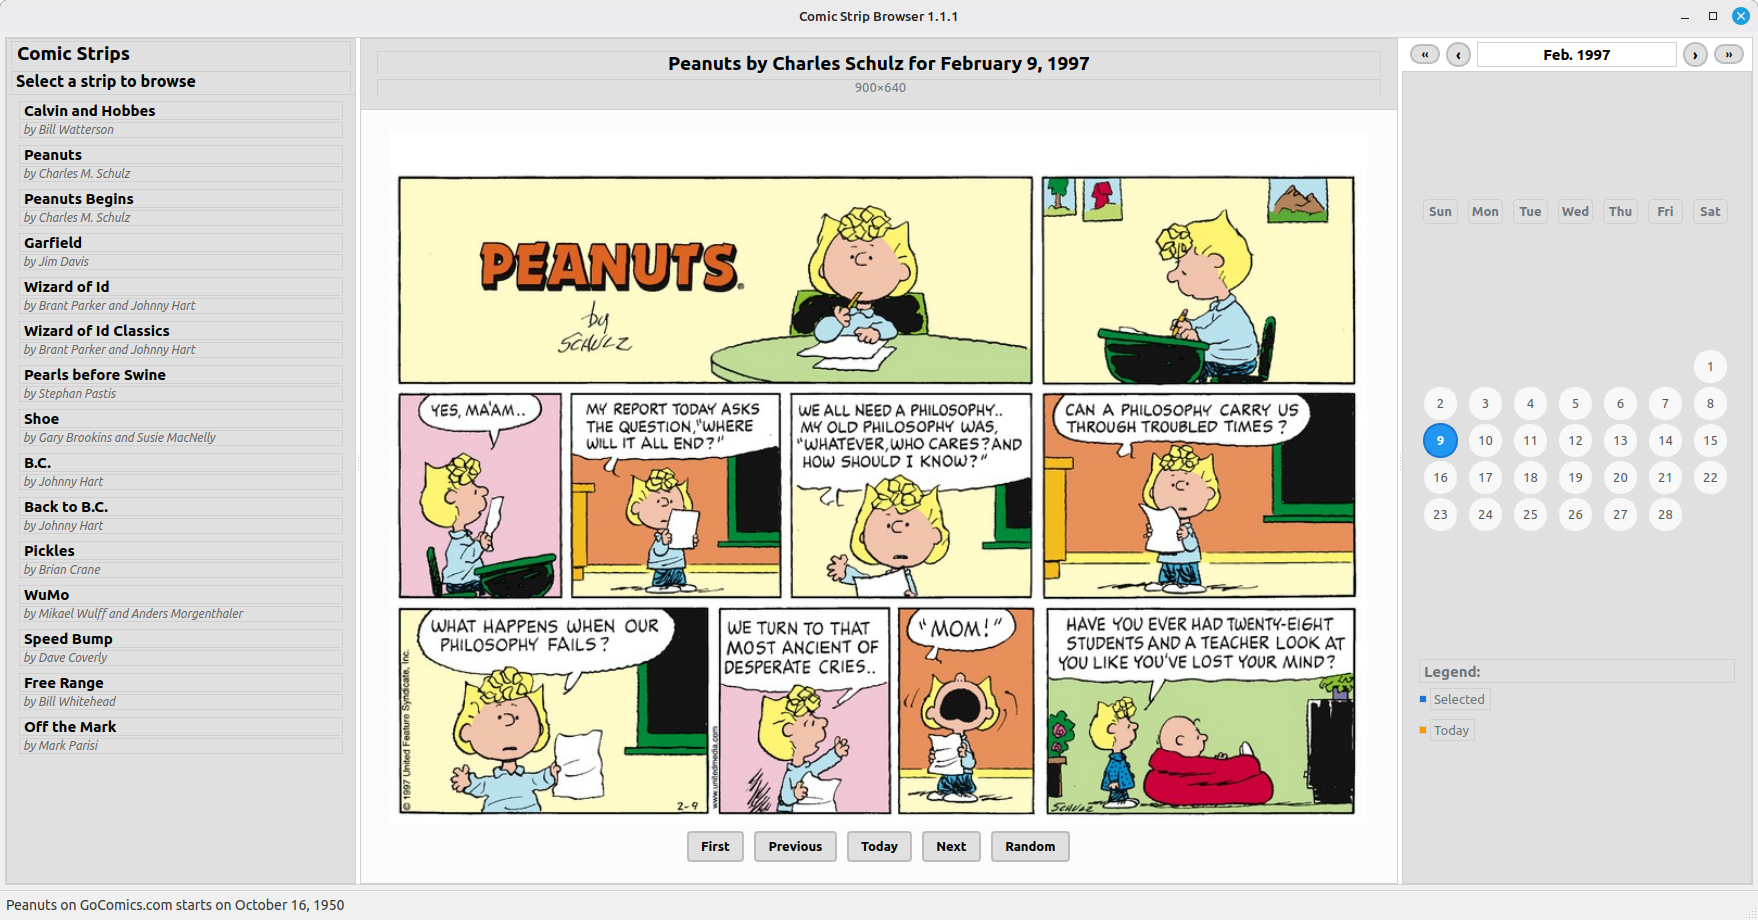 Comic Strip Browser 1.1.1
Comic Strips
Select a strip to browse
Calvin and Hobbes
by Bill Watterson
Peanuts
by Charles M. Schulz
Peanuts Begins
by Charles M. Schulz
Garfield
by Jim Davis
Wizard of Id
by Brant Parker and Johnny Hart
Wizard of Id Classics
by Brant Parker and Johnny Hart
Pearls before Swine
by Stephan Pastis
Shoe
by Gary Brookins and Susie MacNelly
B.C.
by Johnny Hart
Back to B.C.
by Johnny Hart
Pickles
by Brian Crane
WuMo
by Mikael Wulff and Anders Morgenthaler
Speed Bump
by Dave Coverly
Free Range
by Bill Whitehead
Off the Mark
by Mark Parisi
Peanuts by Charles Schulz for February 9, 1997
900×640
PEANUTS®
by
SCHULZ
YES, MA'AM..
MY REPORT TODAY ASKS
THE QUESTION, "WHERE
WILL IT ALL END?"
WE ALL NEED A PHILOSOPHY..
MY OLD PHILOSOPHY WAS,
"WHATEVER, WHO CARES? AND
HOW SHOULD I KNOW?"
CAN A PHILOSOPHY CARRY US
THROUGH TROUBLED TIMES?
WHAT HAPPENS WHEN OUR
PHILOSOPHY FAILS?
© 1997 United Feature Syndicate, Inc.
2-9
WE TURN TO THAT
MOST ANCIENT OF
DESPERATE CRIES..
www.unitedmedia.com
"MOM!"
HAVE YOU EVER HAD TWENTY-EIGHT
STUDENTS AND A TEACHER LOOK AT
YOU LIKE YOU'VE LOST YOUR MIND?
SCHULZ
First Previous Today Next Random
« ‹ Feb. 1997 › »
Sun Mon Tue Wed Thu Fri Sat
1
2 3 4 5 6 7 8
9 10 11 12 13 14 15
16 17 18 19 20 21 22
23 24 25 26 27 28
Legend:
Selected
Today
Peanuts on GoComics.com starts on October 16, 1950